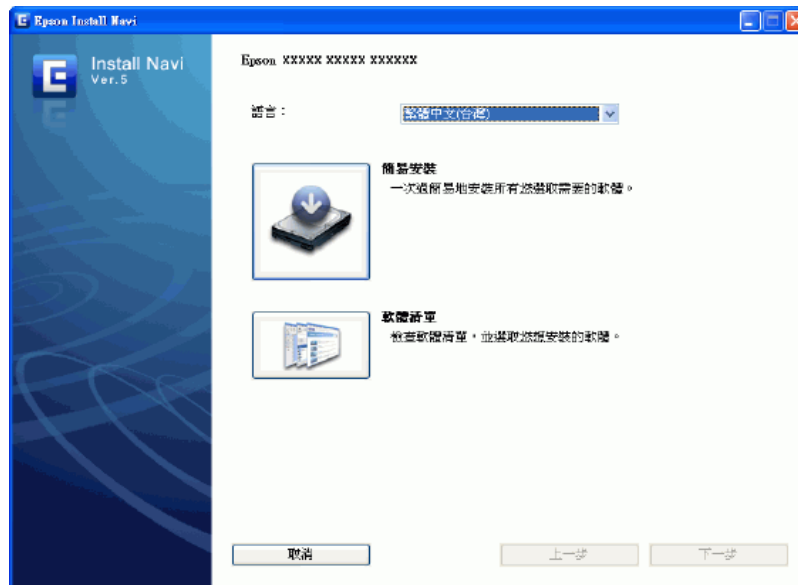 Epson Install Navi
Install Navi
Ver.5
Epson XXXXX XXXXX XXXXXX
語言：
繁體中文(台灣)
簡易安裝
一次過簡易地安裝所有您選取需要的軟體。
軟體清單
檢查軟體清單，並選取您想安裝的軟體。
取消
上一步
下一步